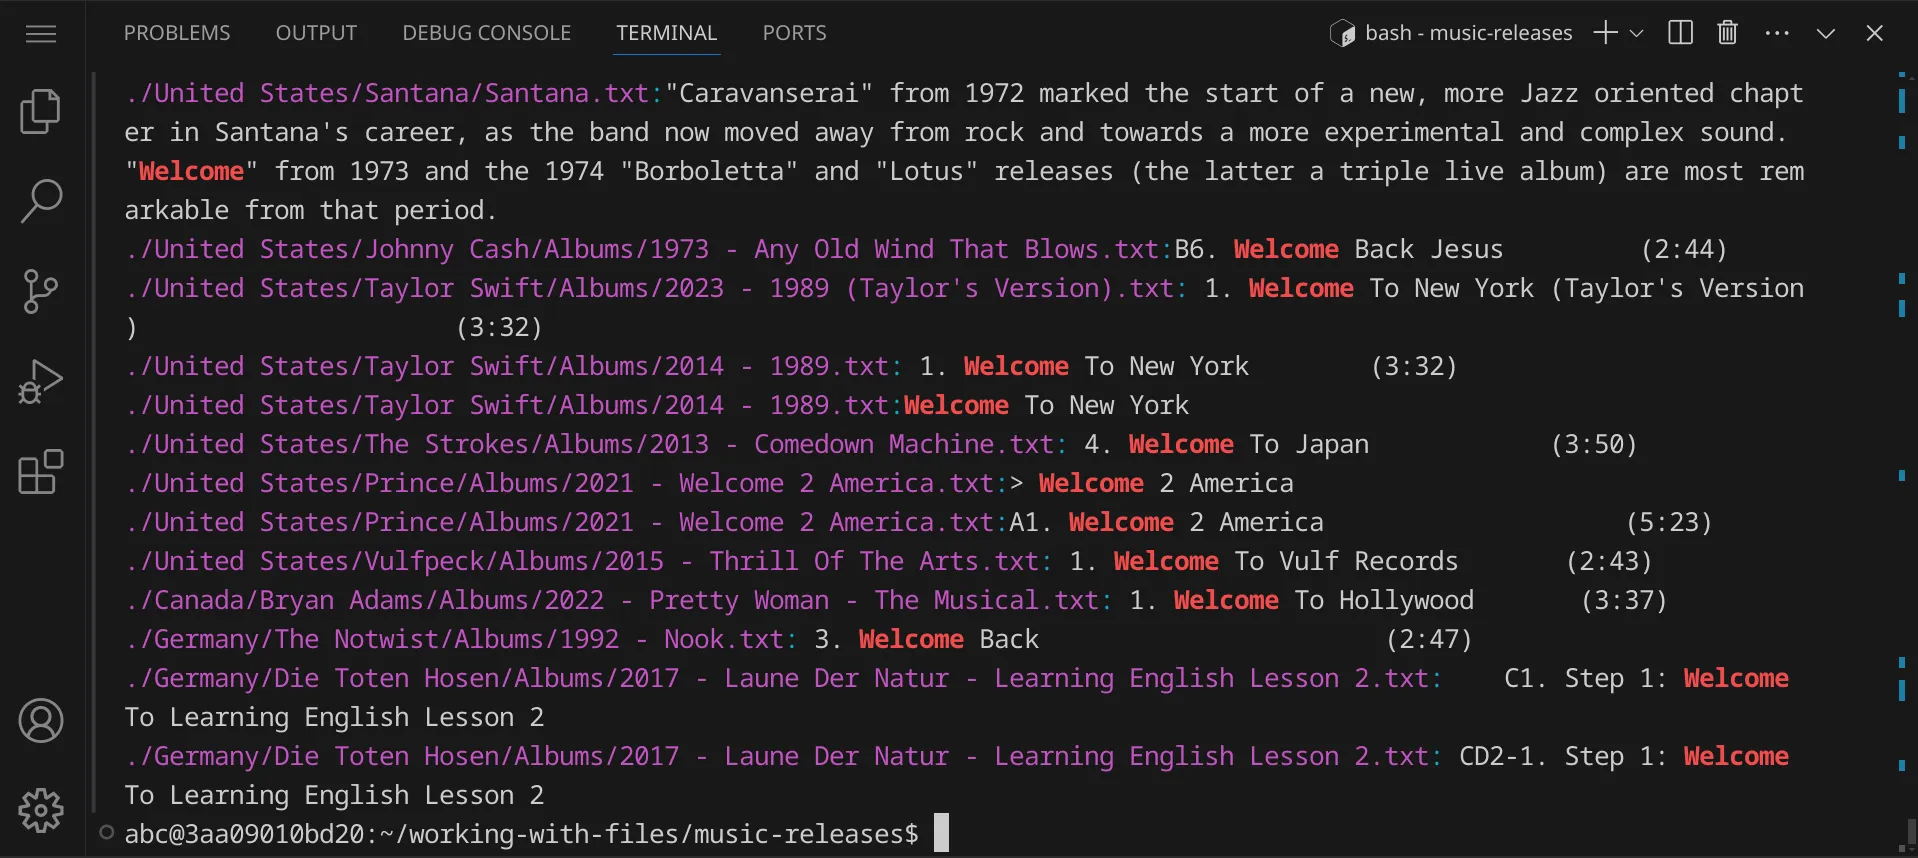 PROBLEMS OUTPUT DEBUG CONSOLE TERMINAL PORTS bash - music-releases
./United States/Santana/Santana.txt:"Caravanserai" from 1972 marked the start of a new, more Jazz oriented chapt
er in Santana's career, as the band now moved away from rock and towards a more experimental and complex sound.
"Welcome" from 1973 and the 1974 "Borboletta" and "Lotus" releases (the latter a triple live album) are most rem
arkable from that period.
./United States/Johnny Cash/Albums/1973 - Any Old Wind That Blows.txt:B6. Welcome Back Jesus (2:44)
./United States/Taylor Swift/Albums/2023 - 1989 (Taylor's Version).txt: 1. Welcome To New York (Taylor's Version
) (3:32)
./United States/Taylor Swift/Albums/2014 - 1989.txt: 1. Welcome To New York (3:32)
./United States/Taylor Swift/Albums/2014 - 1989.txt:Welcome To New York
./United States/The Strokes/Albums/2013 - Comedown Machine.txt: 4. Welcome To Japan (3:50)
./United States/Prince/Albums/2021 - Welcome 2 America.txt:> Welcome 2 America
./United States/Prince/Albums/2021 - Welcome 2 America.txt:A1. Welcome 2 America (5:23)
./United States/Vulfpeck/Albums/2015 - Thrill Of The Arts.txt: 1. Welcome To Vulf Records (2:43)
./Canada/Bryan Adams/Albums/2022 - Pretty Woman - The Musical.txt: 1. Welcome To Hollywood (3:37)
./Germany/The Notwist/Albums/1992 - Nook.txt: 3. Welcome Back (2:47)
./Germany/Die Toten Hosen/Albums/2017 - Laune Der Natur - Learning English Lesson 2.txt: C1. Step 1: Welcome
To Learning English Lesson 2
./Germany/Die Toten Hosen/Albums/2017 - Laune Der Natur - Learning English Lesson 2.txt: CD2-1. Step 1: Welcome
To Learning English Lesson 2
abc@3aa09010bd20:~/working-with-files/music-releases$